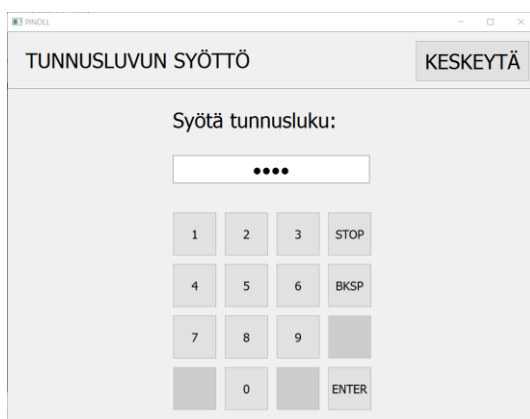 PINDLL
TUNNUSLUVUN SYÖTTÖ
KESKEYTÄ
Syötä tunnusluku:
••••
1 2 3 STOP
4 5 6 BKSP
7 8 9
0 ENTER